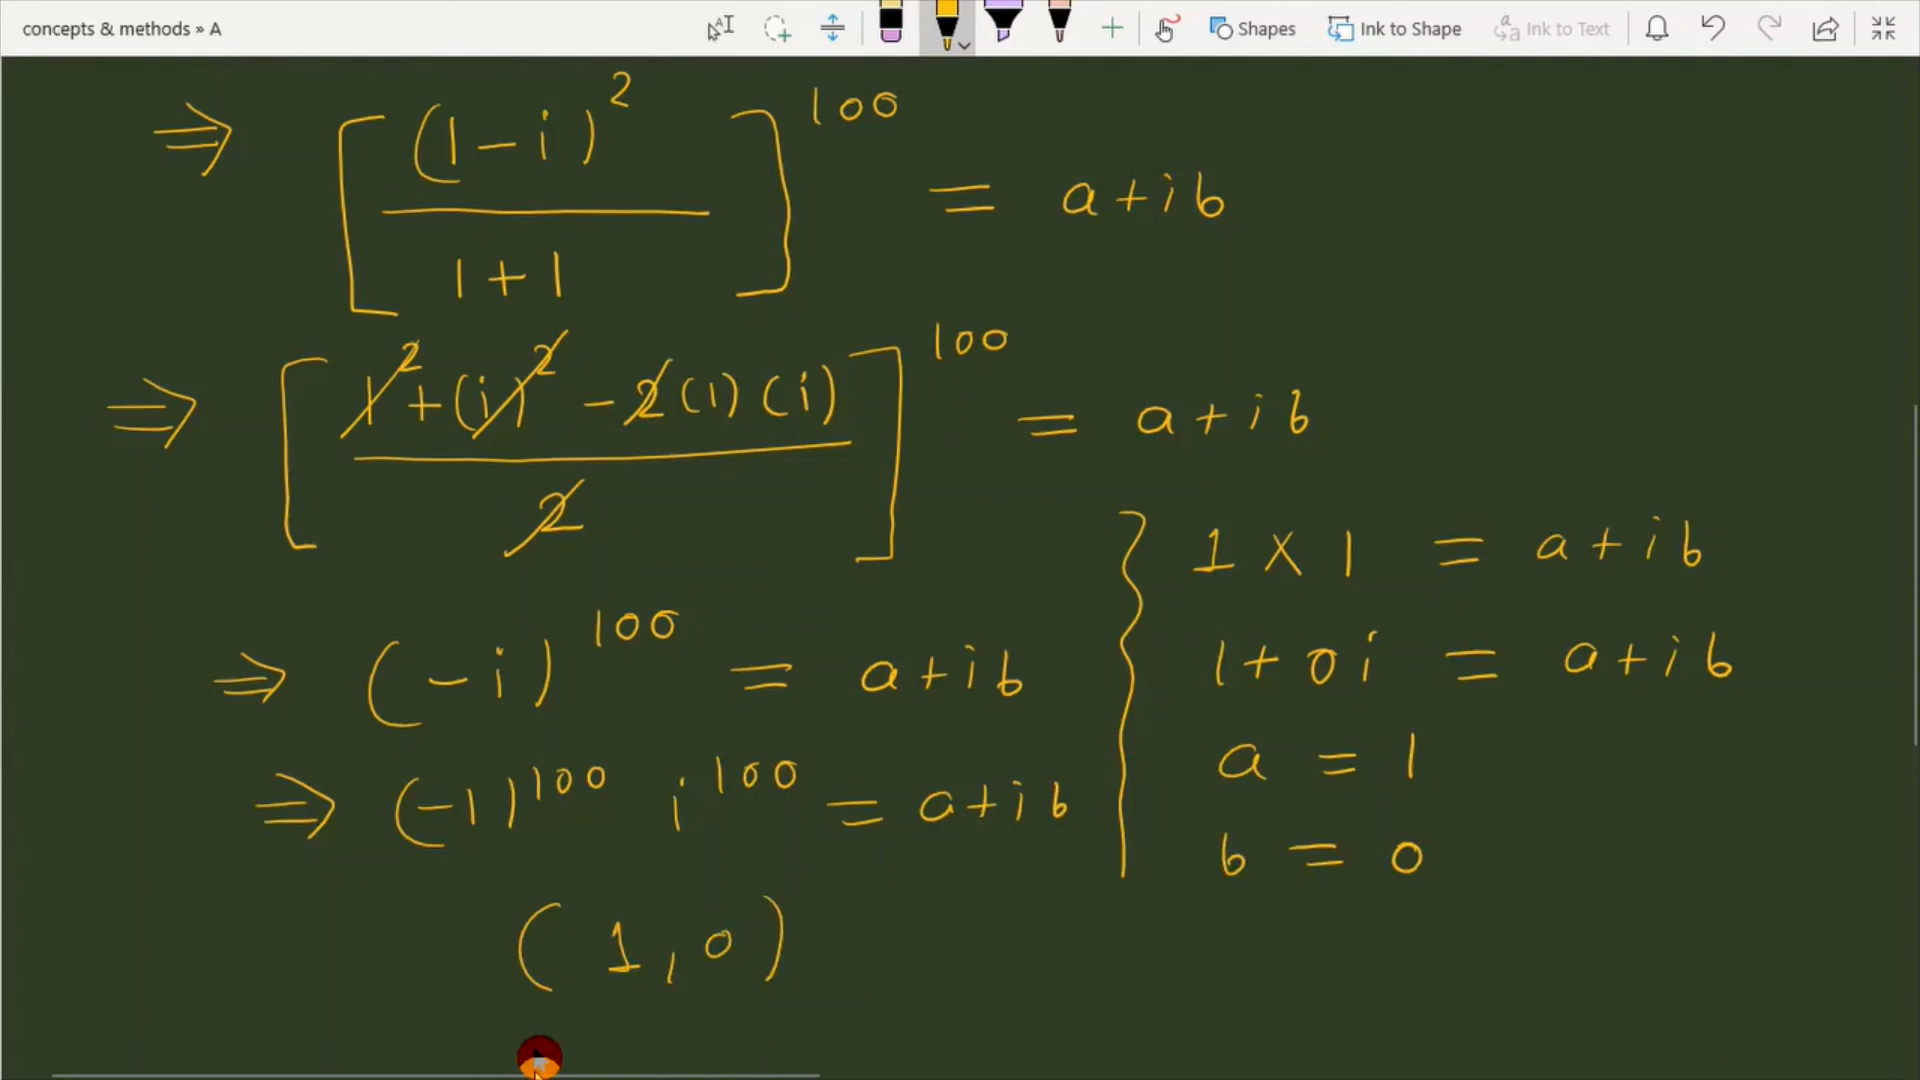 concepts & methods » A
Shapes Ink to Shape Ink to Text
⇒ [(1-i)^2 / 1+1]^100 = a+ib
⇒ [1^2+(i)^2 -2(1)(i) / 2]^100 = a+ib
⇒ (-i)^100 = a+ib
⇒ (-1)^100 i^100 = a+ib
(1,0)
1 × 1 = a+ib
1+0i = a+ib
a = 1
b = 0